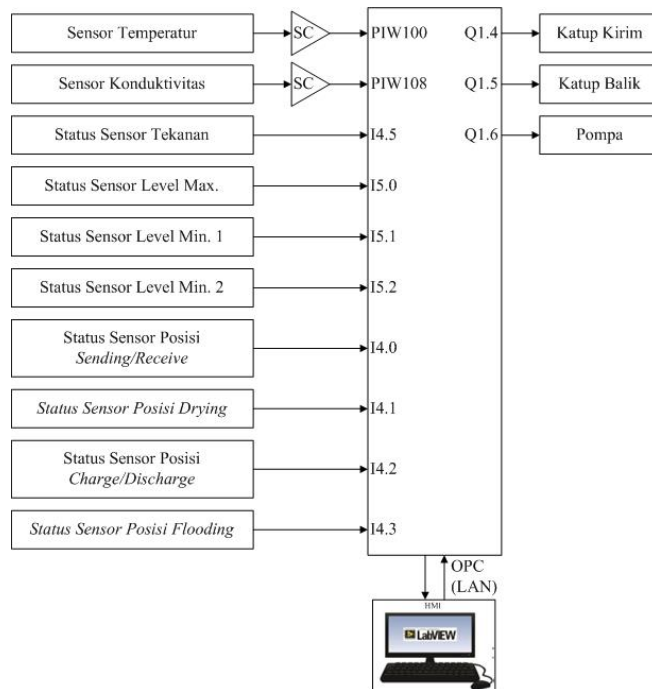 Sensor Temperatur
SC
PIW100
Q1.4
Katup Kirim
Sensor Konduktivitas
SC
PIW108
Q1.5
Katup Balik
Status Sensor Tekanan
I4.5
Q1.6
Pompa
Status Sensor Level Max.
I5.0
Status Sensor Level Min. 1
I5.1
Status Sensor Level Min. 2
I5.2
Status Sensor Posisi
Sending/Receive
I4.0
Status Sensor Posisi Drying
I4.1
Status Sensor Posisi
Charge/Discharge
I4.2
Status Sensor Posisi Flooding
I4.3
OPC
(LAN)
HMI
LabVIEW